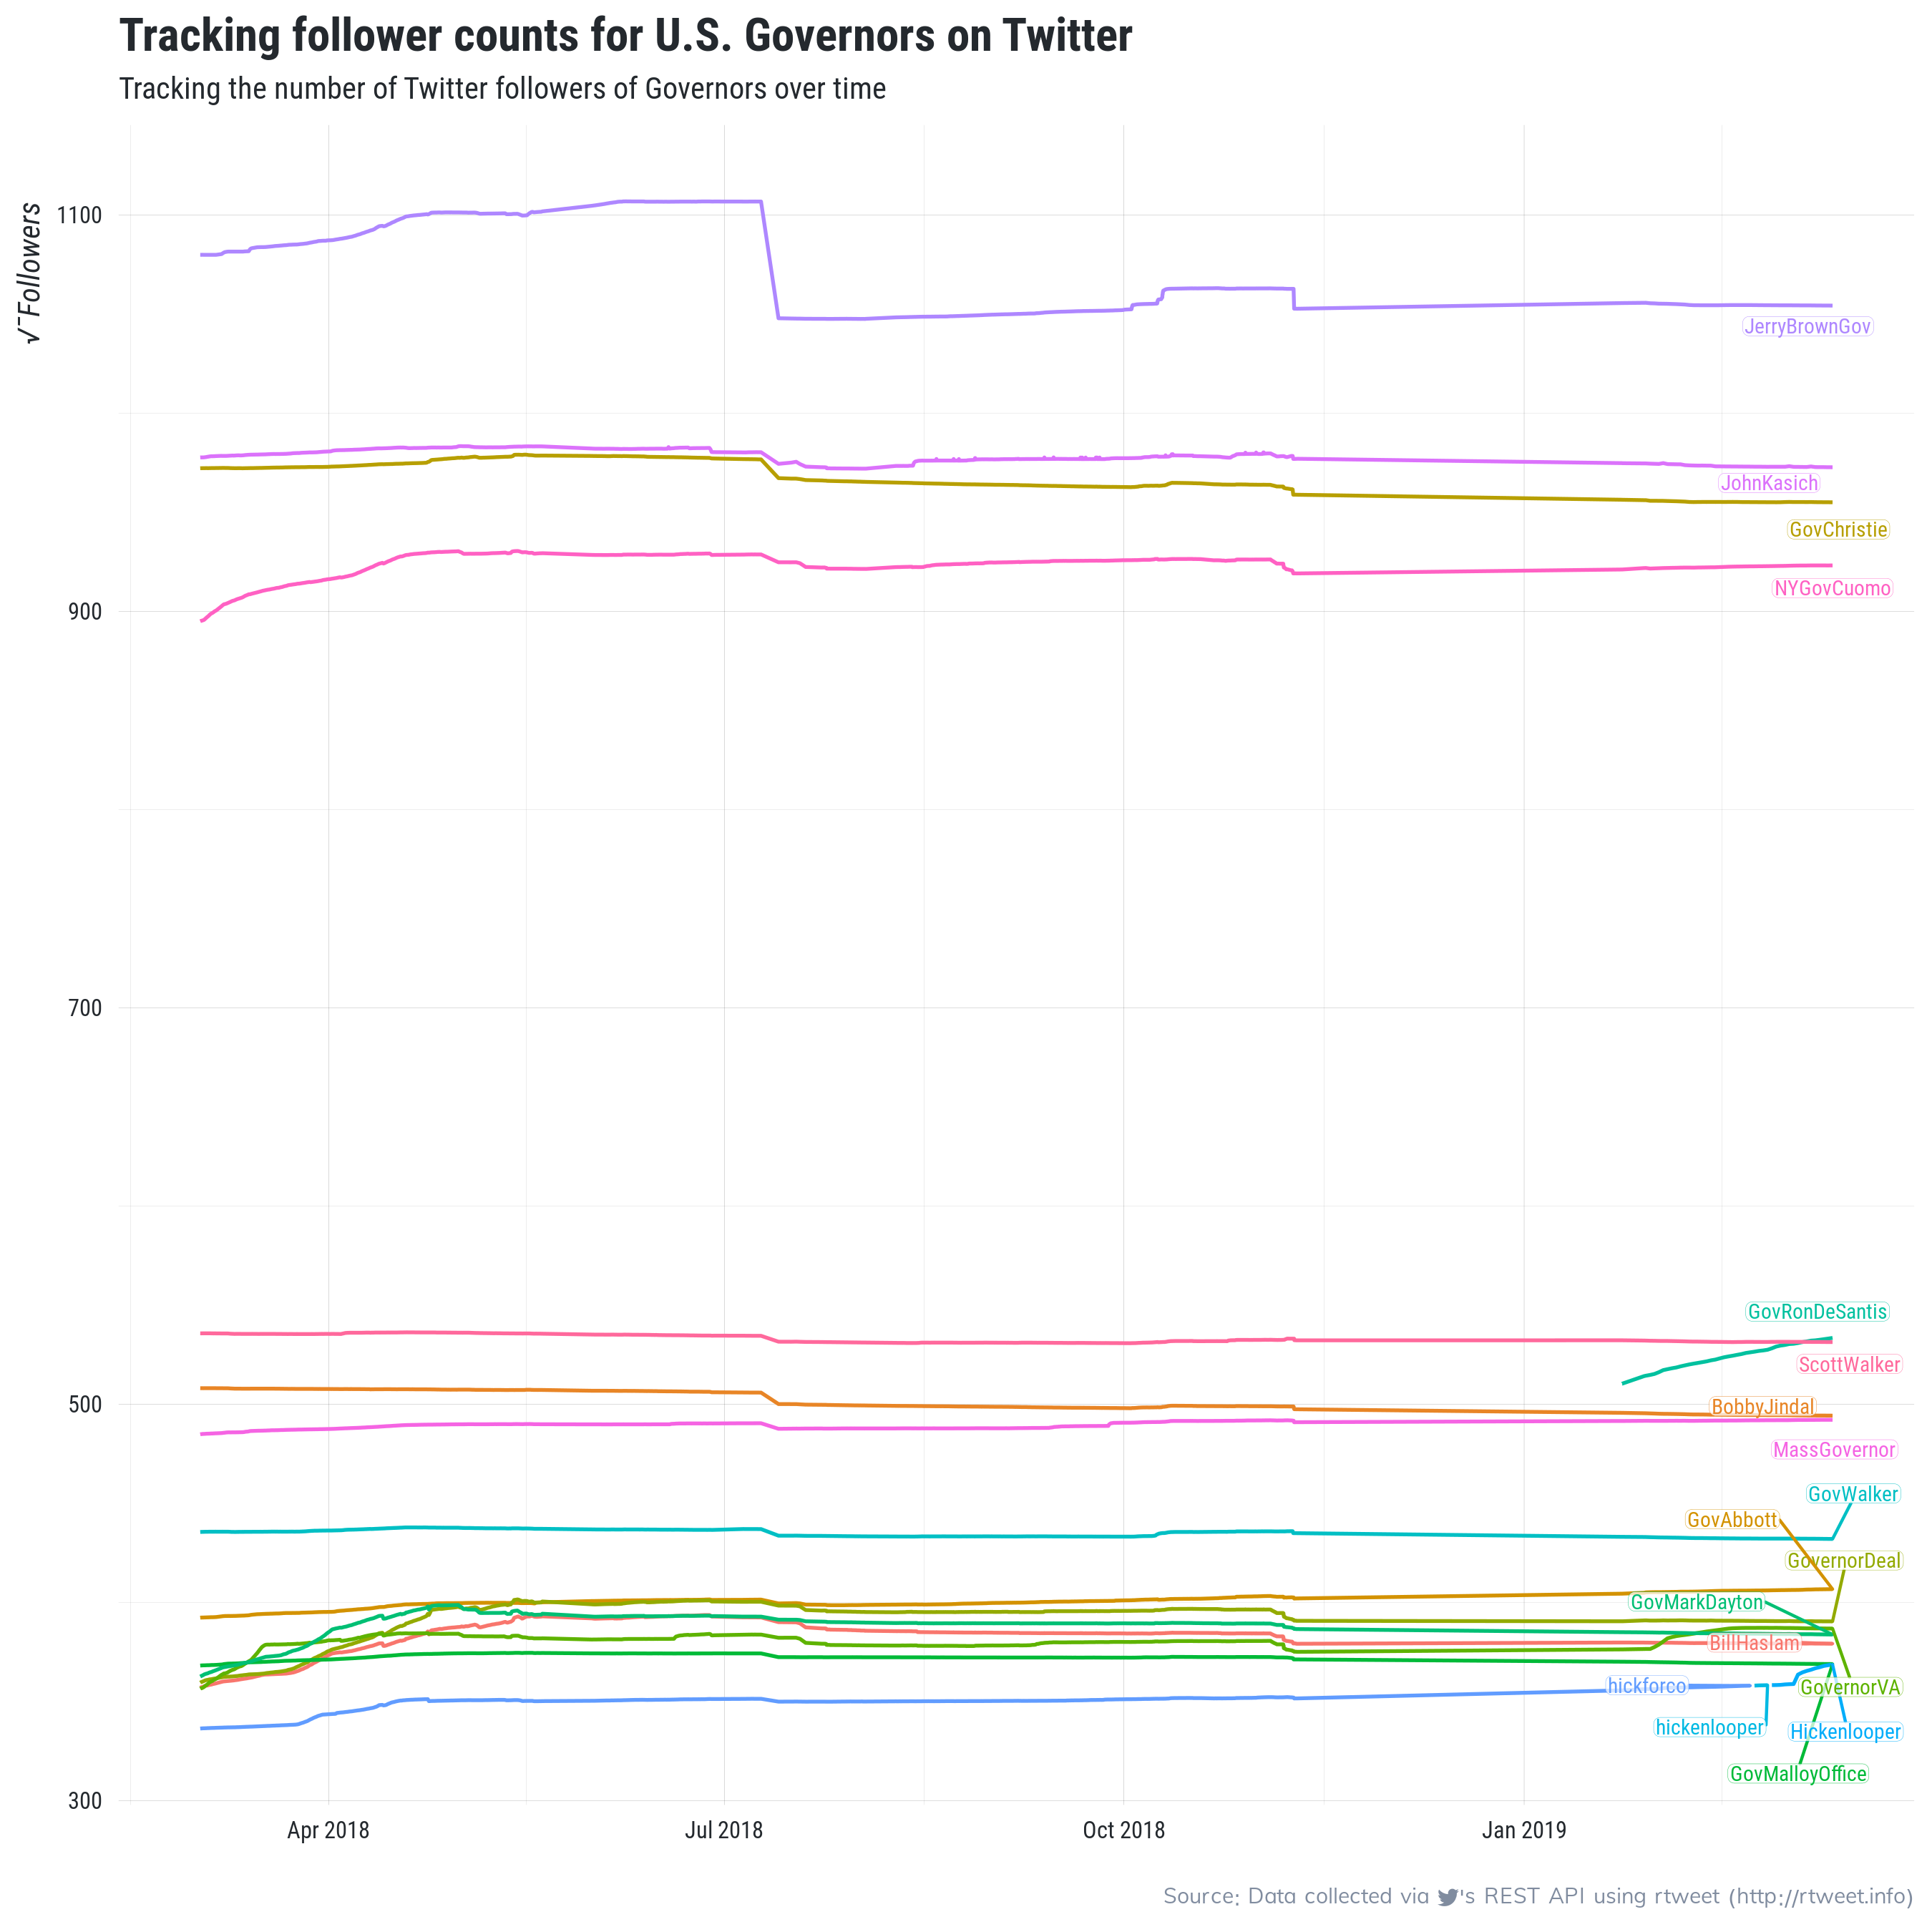 Tracking follower counts for U.S. Governors on Twitter
Tracking the number of Twitter followers of Governors over time
√¯Followers
1100
900
700
500
300
JerryBrownGov
JohnKasich
GovChristie
NYGovCuomo
GovRonDeSantis
ScottWalker
BobbyJindal
MassGovernor
GovWalker
GovAbbott
GovernorDeal
GovMarkDayton
BillHaslam
hickforco
GovernorVA
hickenlooper
Hickenlooper
GovMalloyOffice
Apr 2018
Jul 2018
Oct 2018
Jan 2019
Source: Data collected via 's REST API using rtweet (http://rtweet.info)